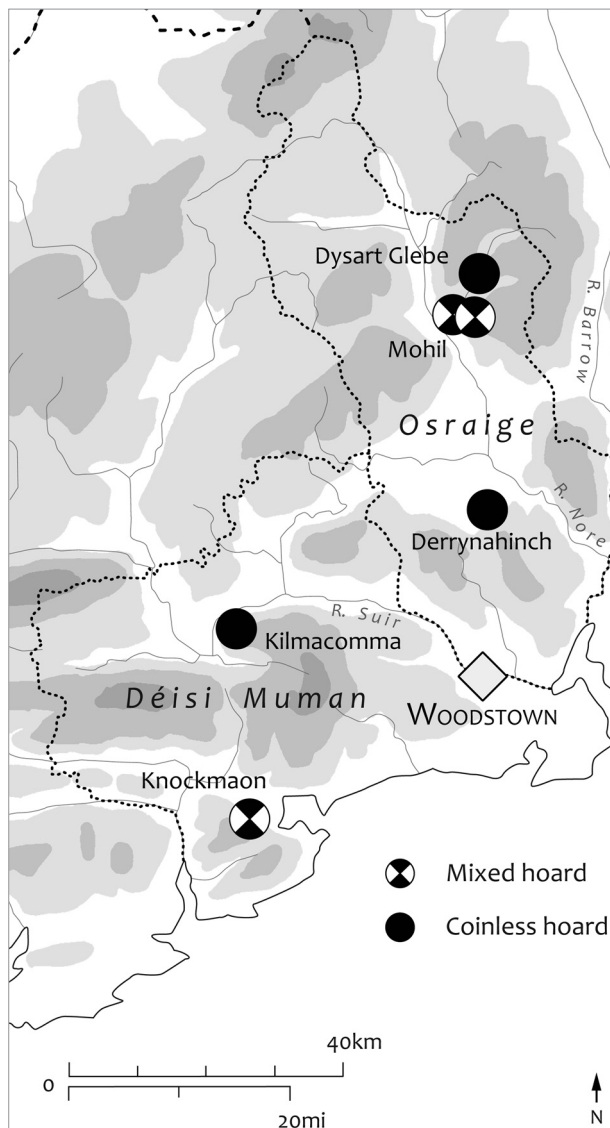 Dysart Glebe
R. Barrow
Mohil
Osraige
R. Nore
Derrynahinch
R. Suir
Kilmacomma
Déisi Muman
WOODSTOWN
Knockmaon
Mixed hoard
Coinless hoard
40km
0
20mi
N